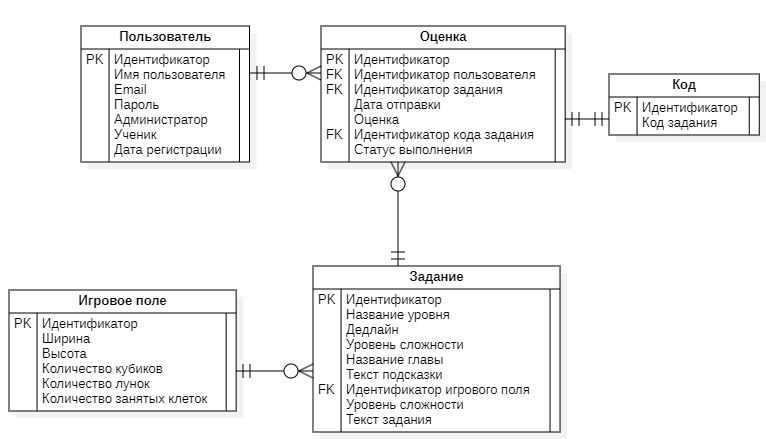 Пользователь
PK Идентификатор
Имя пользователя
Email
Пароль
Администратор
Ученик
Дата регистрации
Оценка
PK Идентификатор
FK Идентификатор пользователя
FK Идентификатор задания
Дата отправки
Оценка
FK Идентификатор кода задания
Статус выполнения
Код
PK Идентификатор
Код задания
Игровое поле
PK Идентификатор
Ширина
Высота
Количество кубиков
Количество лунок
Количество занятых клеток
Задание
PK Идентификатор
Название уровня
Дедлайн
Уровень сложности
Название главы
Текст подсказки
FK Идентификатор игрового поля
Уровень сложности
Текст задания